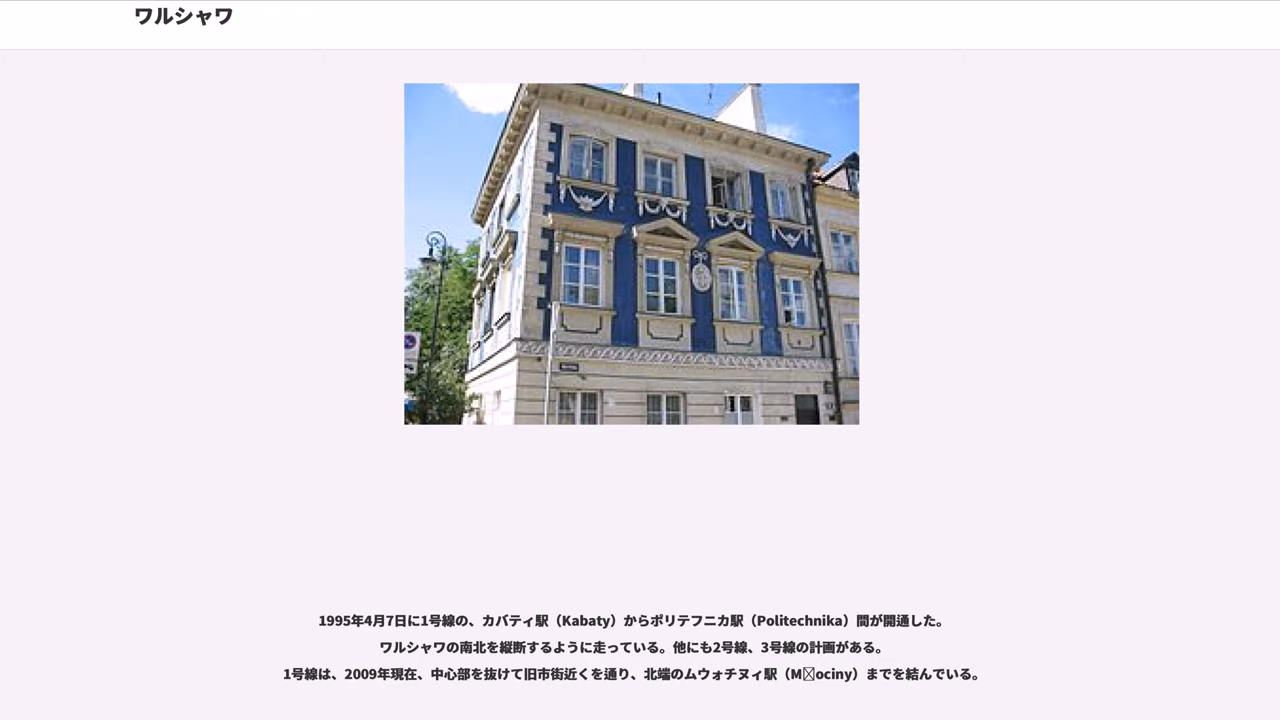 ワルシャワ
1995年4月7日に1号線の、カバティ駅（Kabaty）からポリテフニカ駅（Politechnika）間が開通した。
ワルシャワの南北を縦断するように走っている。他にも2号線、3号線の計画がある。
1号線は、2009年現在、中心部を抜けて旧市街近くを通り、北端のムウォチヌィ駅（M□ociny）までを結んでいる。